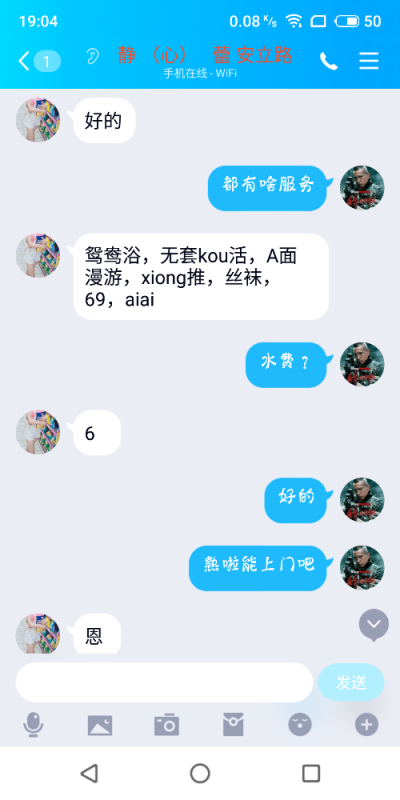 19:04
0.08 K/s
50
1
静（心） 曾 安立路
手机在线 - WiFi
好的
都有啥服务
鸳鸯浴，无套kou活，A面
漫游，xiong推，丝袜，
69，aiai
水费？
6
好的
熟啦能上门吧
恩
发送